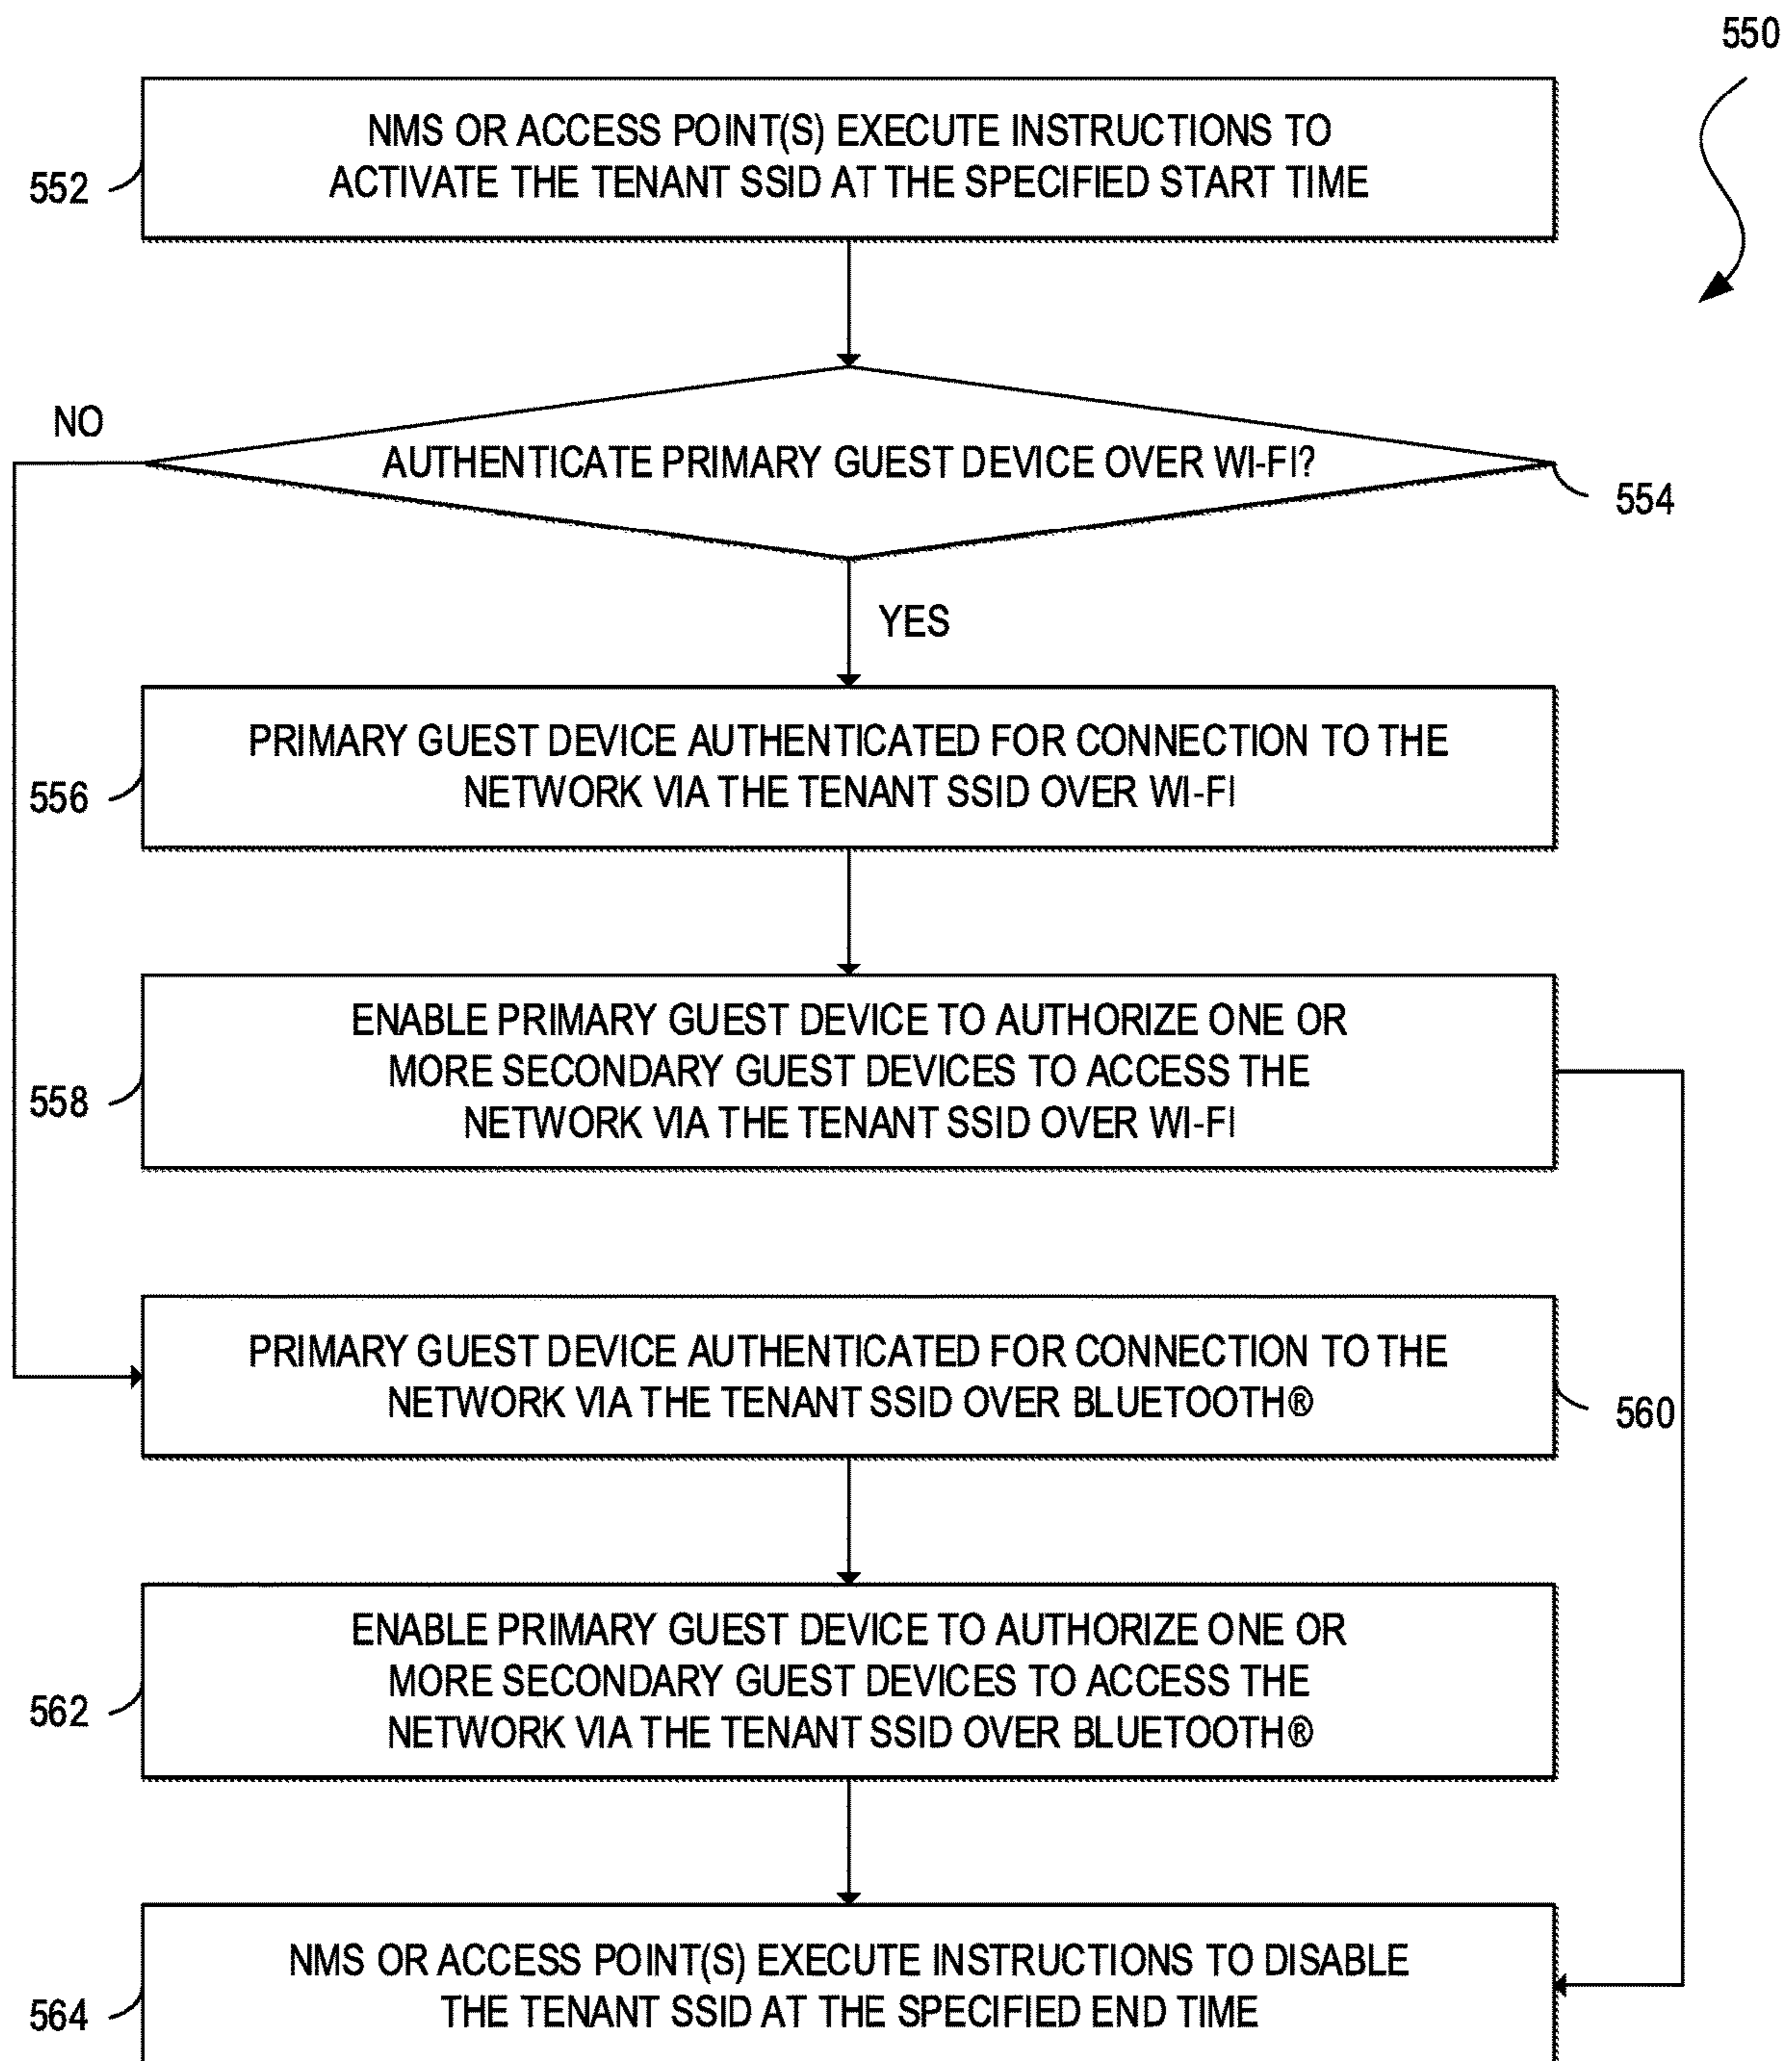 550
NMS OR ACCESS POINT(S) EXECUTE INSTRUCTIONS TO
ACTIVATE THE TENANT SSID AT THE SPECIFIED START TIME
552
NO
AUTHENTICATE PRIMARY GUEST DEVICE OVER WI-FI?
554
YES
PRIMARY GUEST DEVICE AUTHENTICATED FOR CONNECTION TO THE
NETWORK VIA THE TENANT SSID OVER WI-FI
556
ENABLE PRIMARY GUEST DEVICE TO AUTHORIZE ONE OR
MORE SECONDARY GUEST DEVICES TO ACCESS THE
NETWORK VIA THE TENANT SSID OVER WI-FI
558
PRIMARY GUEST DEVICE AUTHENTICATED FOR CONNECTION TO THE
NETWORK VIA THE TENANT SSID OVER BLUETOOTH®
560
ENABLE PRIMARY GUEST DEVICE TO AUTHORIZE ONE OR
MORE SECONDARY GUEST DEVICES TO ACCESS THE
NETWORK VIA THE TENANT SSID OVER BLUETOOTH®
562
NMS OR ACCESS POINT(S) EXECUTE INSTRUCTIONS TO DISABLE
THE TENANT SSID AT THE SPECIFIED END TIME
564